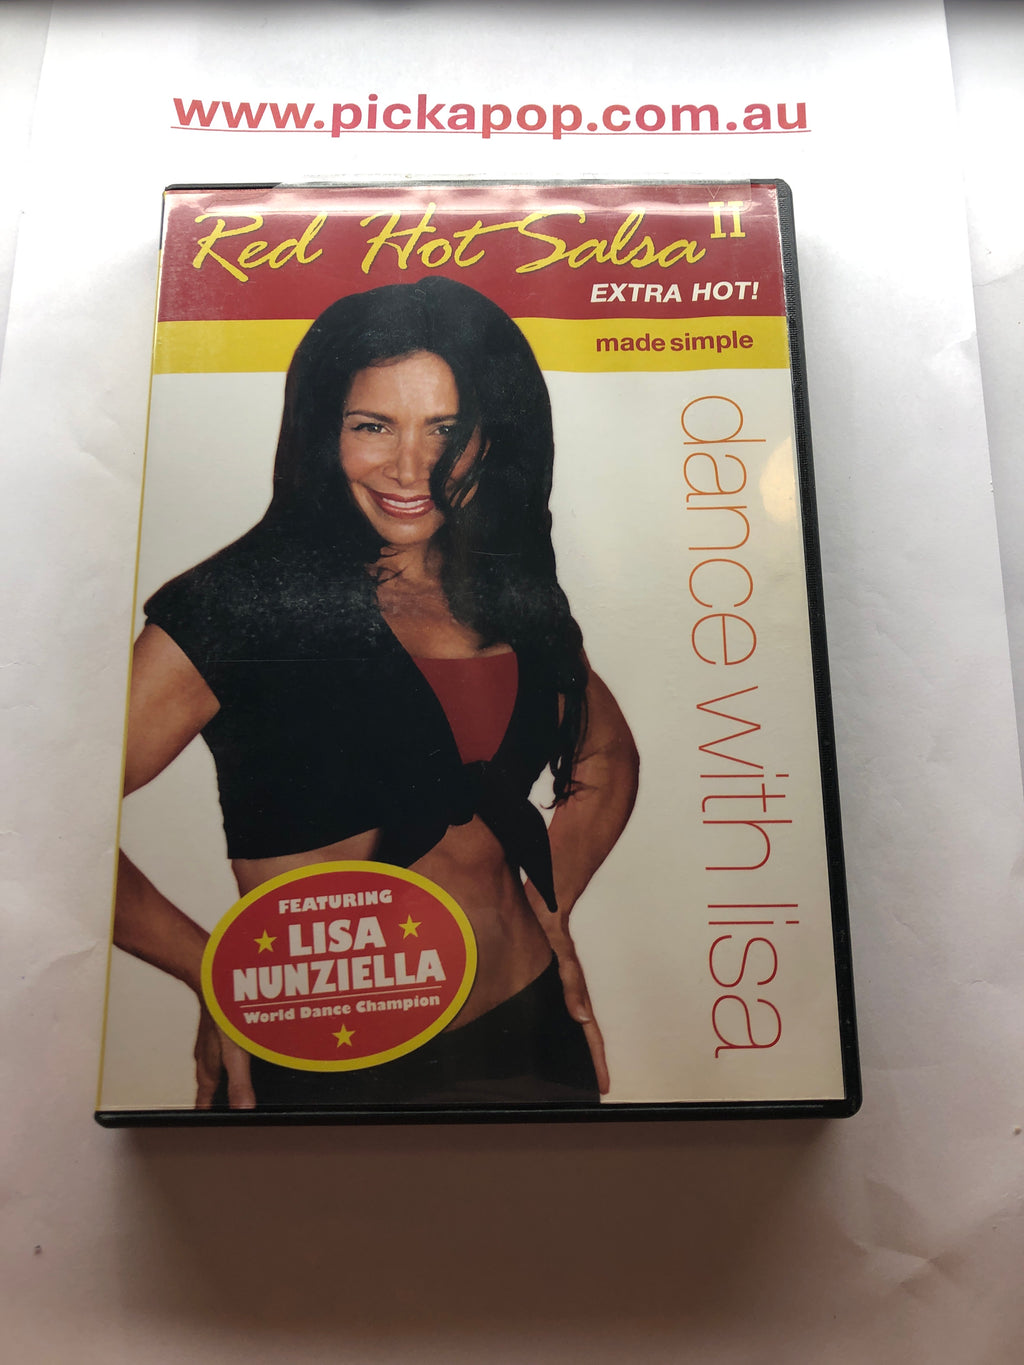 www.pickapop.com.au
Red Hot Salsa II
EXTRA HOT!
made simple
dance with lisa
FEATURING
LISA
NUNZIELLA
World Dance Champion